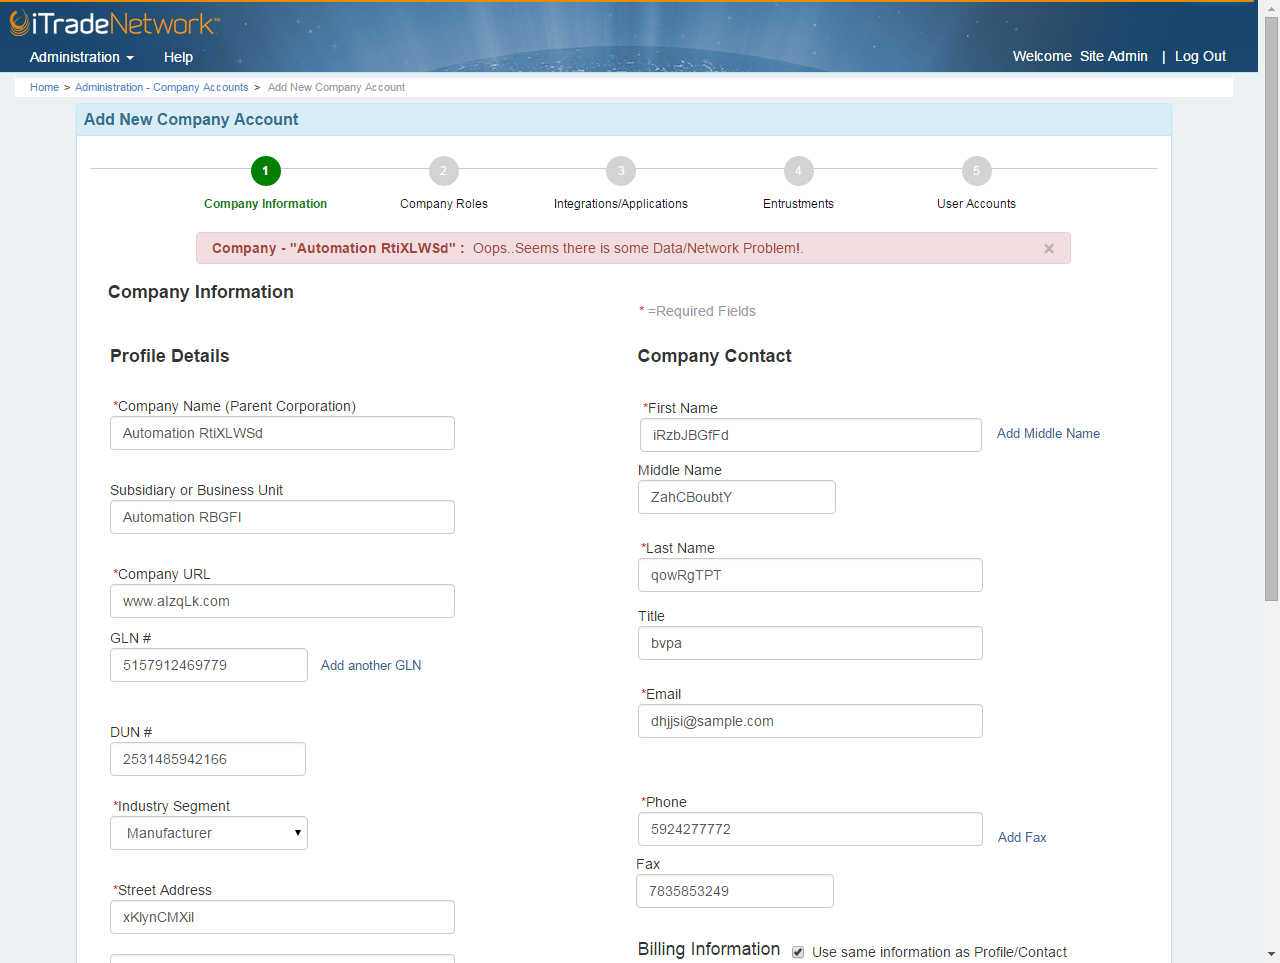 iTradeNetwork™
Administration Help Welcome Site Admin | Log Out
Home > Administration - Company Accounts > Add New Company Account
Add New Company Account
1 2 3 4 5
Company Information Company Roles Integrations/Applications Entrustments User Accounts
Company - "Automation RtiXLWSd" : Oops..Seems there is some Data/Network Problem!. ×
Company Information
* =Required Fields
Profile Details Company Contact
*Company Name (Parent Corporation) *First Name
Automation RtiXLWSd iRzbJBGfFd Add Middle Name
Middle Name
Subsidiary or Business Unit ZahCBoubtY
Automation RBGFI
*Last Name
*Company URL qowRgTPT
www.alzqLk.com
GLN # Title
5157912469779 Add another GLN bvpa
*Email
DUN # dhjjsi@sample.com
2531485942166
*Industry Segment *Phone
Manufacturer 5924277772 Add Fax
Fax
*Street Address 7835853249
xKlynCMXil
Billing Information Use same information as Profile/Contact